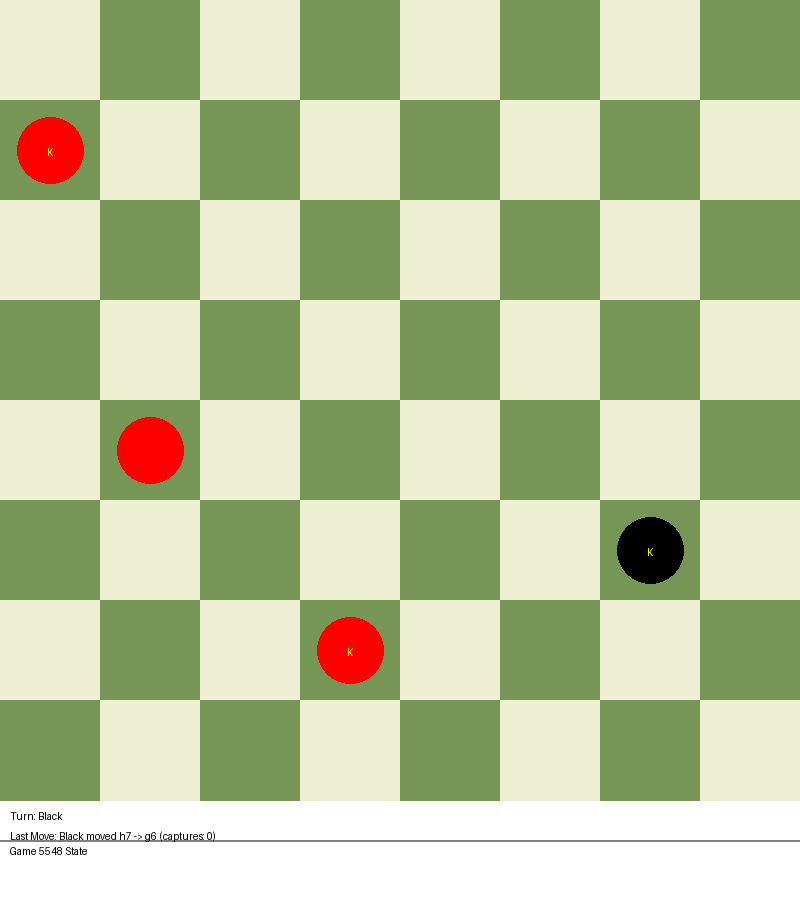 K
K
K
Turn: Black
Last Move: Black moved h7 -> g6 (captures: 0)
Game 5548 State